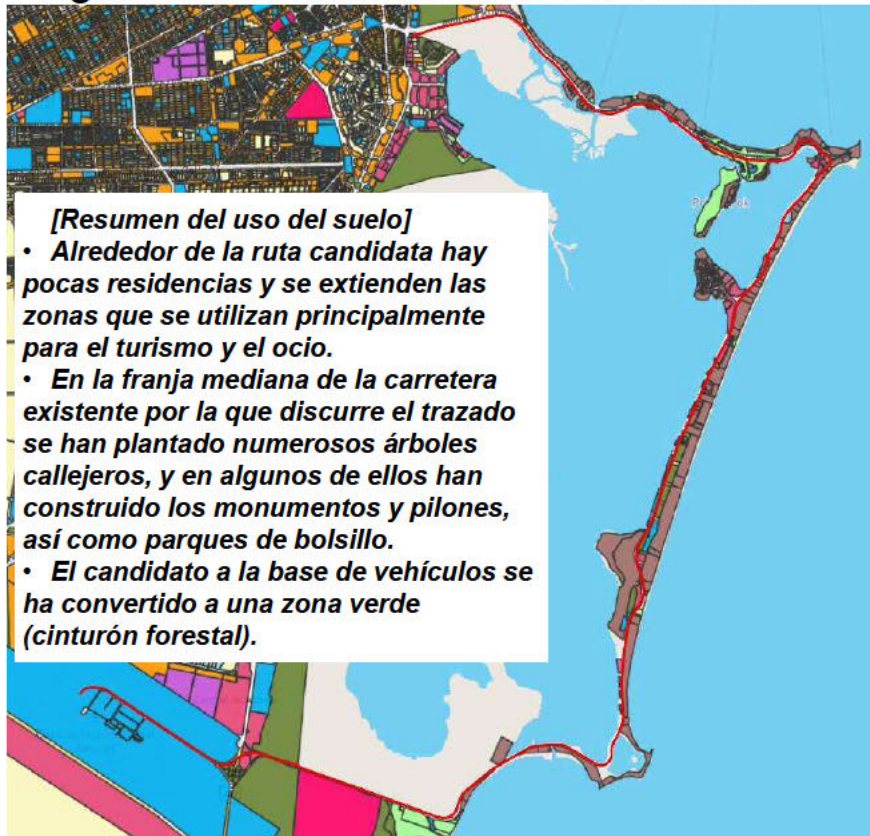 [Resumen del uso del suelo]
• Alrededor de la ruta candidata hay
pocas residencias y se extienden las
zonas que se utilizan principalmente
para el turismo y el ocio.
• En la franja mediana de la carretera
existente por la que discurre el trazado
se han plantado numerosos árboles
callejeros, y en algunos de ellos han
construido los monumentos y pilones,
así como parques de bolsillo.
• El candidato a la base de vehículos se
ha convertido a una zona verde
(cinturón forestal).